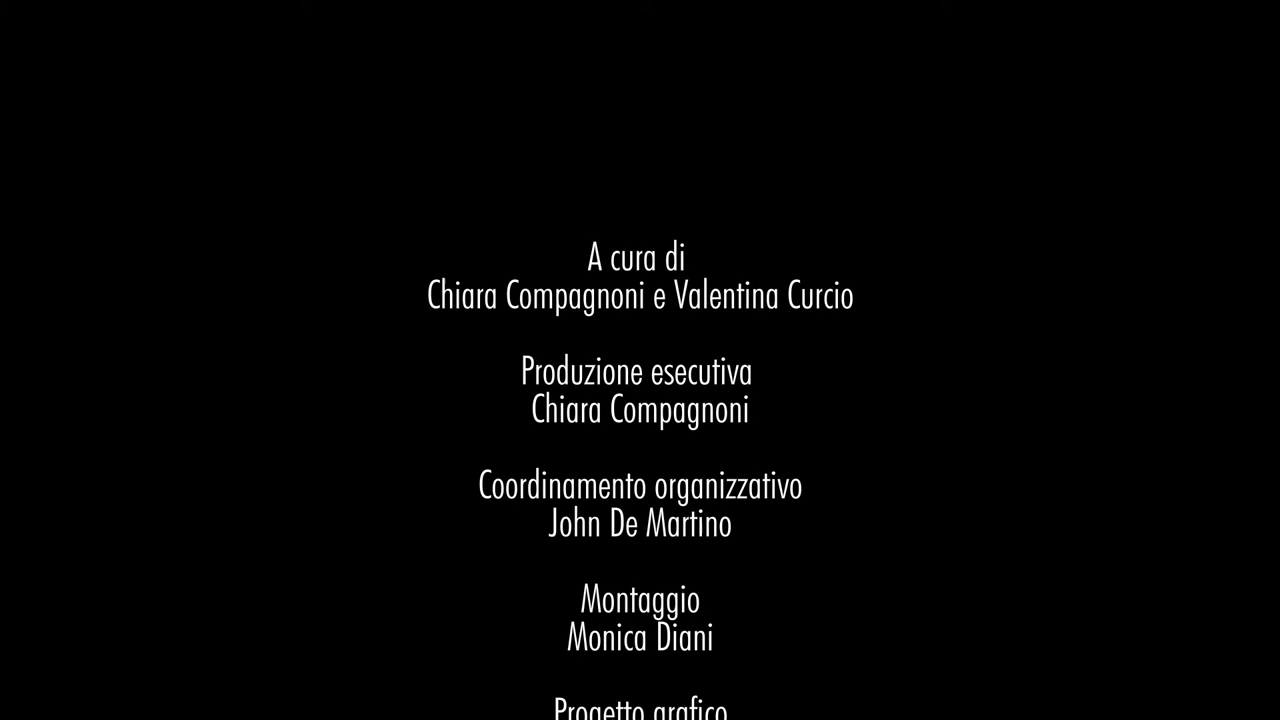 A cura di
Chiara Compagnoni e Valentina Curcio
Produzione esecutiva
Chiara Compagnoni
Coordinamento organizzativo
John De Martino
Montaggio
Monica Diani
Progetto grafico